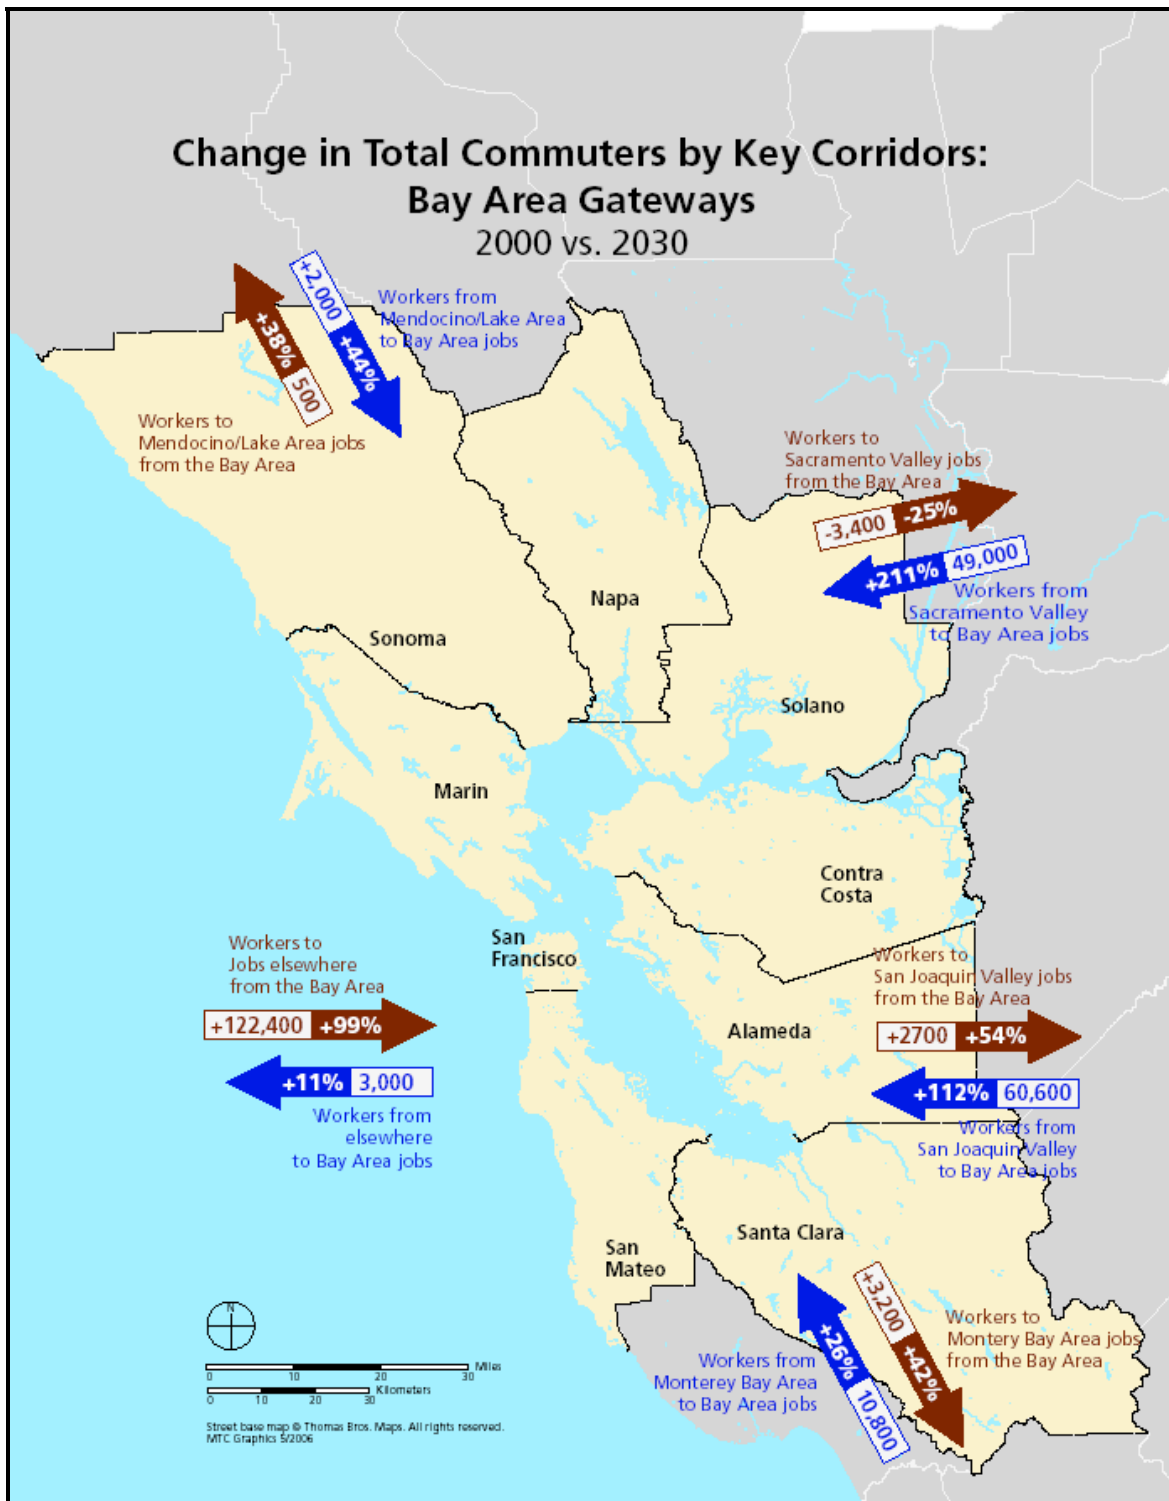 Change in Total Commuters by Key Corridors:
Bay Area Gateways
2000 vs. 2030
+38% 500
Workers to
Mendocino/Lake Area jobs
from the Bay Area
+2,000 +44%
Workers from
Mendocino/Lake Area
to Bay Area jobs
Workers to
Sacramento Valley jobs
from the Bay Area
-3,400 -25%
+211% 49,000
Workers from
Sacramento Valley
to Bay Area jobs
Napa
Sonoma
Solano
Marin
Contra
Costa
San
Francisco
Workers to
Jobs elsewhere
from the Bay Area
+122,400 +99%
+11% 3,000
Workers from
elsewhere
to Bay Area jobs
Workers to
San Joaquin Valley jobs
from the Bay Area
Alameda
+2700 +54%
+112% 60,600
Workers from
San Joaquin Valley
to Bay Area jobs
Santa Clara
San
Mateo
+3,200 +42%
Workers to
Montery Bay Area jobs
from the Bay Area
+26% 10,800
Workers from
Monterey Bay Area
to Bay Area jobs
N
Miles
0 10 20 30
Kilometers
0 10 20 30
Street base map © Thomas Bros. Maps. All rights reserved.
MTC Graphics 5/2006